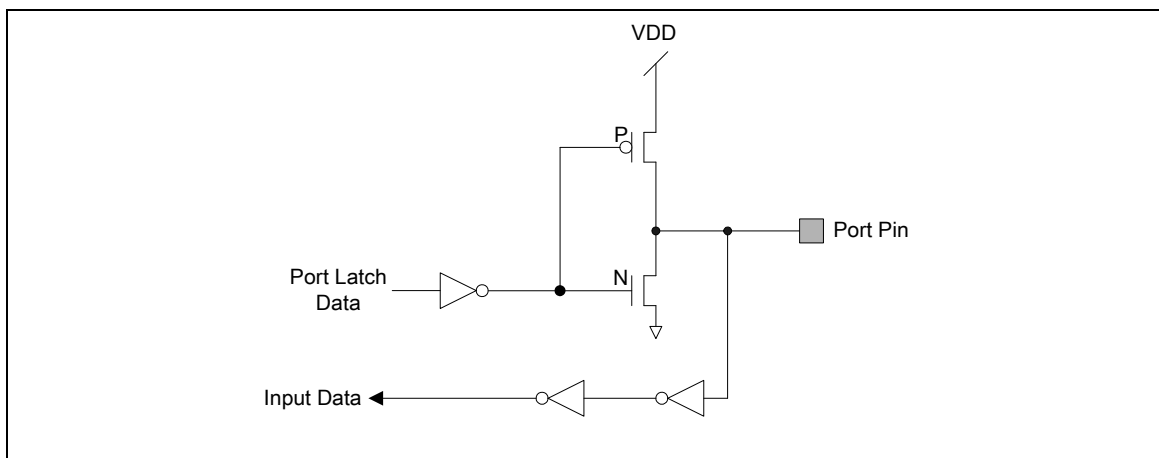 VDD
P
Port Pin
N
Port Latch
Data
Input Data